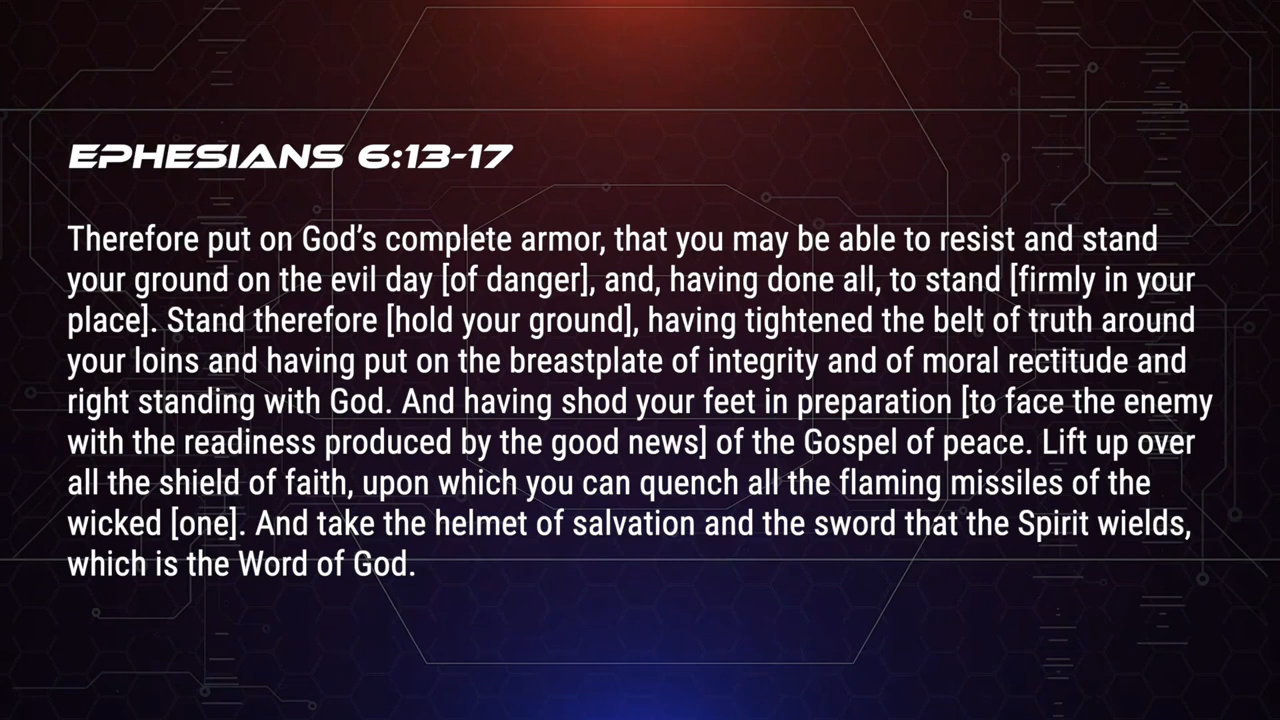 EPHESIANS 6:13-17
Therefore put on God’s complete armor, that you may be able to resist and stand
your ground on the evil day [of danger], and, having done all, to stand [firmly in your
place]. Stand therefore [hold your ground], having tightened the belt of truth around
your loins and having put on the breastplate of integrity and of moral rectitude and
right standing with God. And having shod your feet in preparation [to face the enemy
with the readiness produced by the good news] of the Gospel of peace. Lift up over
all the shield of faith, upon which you can quench all the flaming missiles of the
wicked [one]. And take the helmet of salvation and the sword that the Spirit wields,
which is the Word of God.